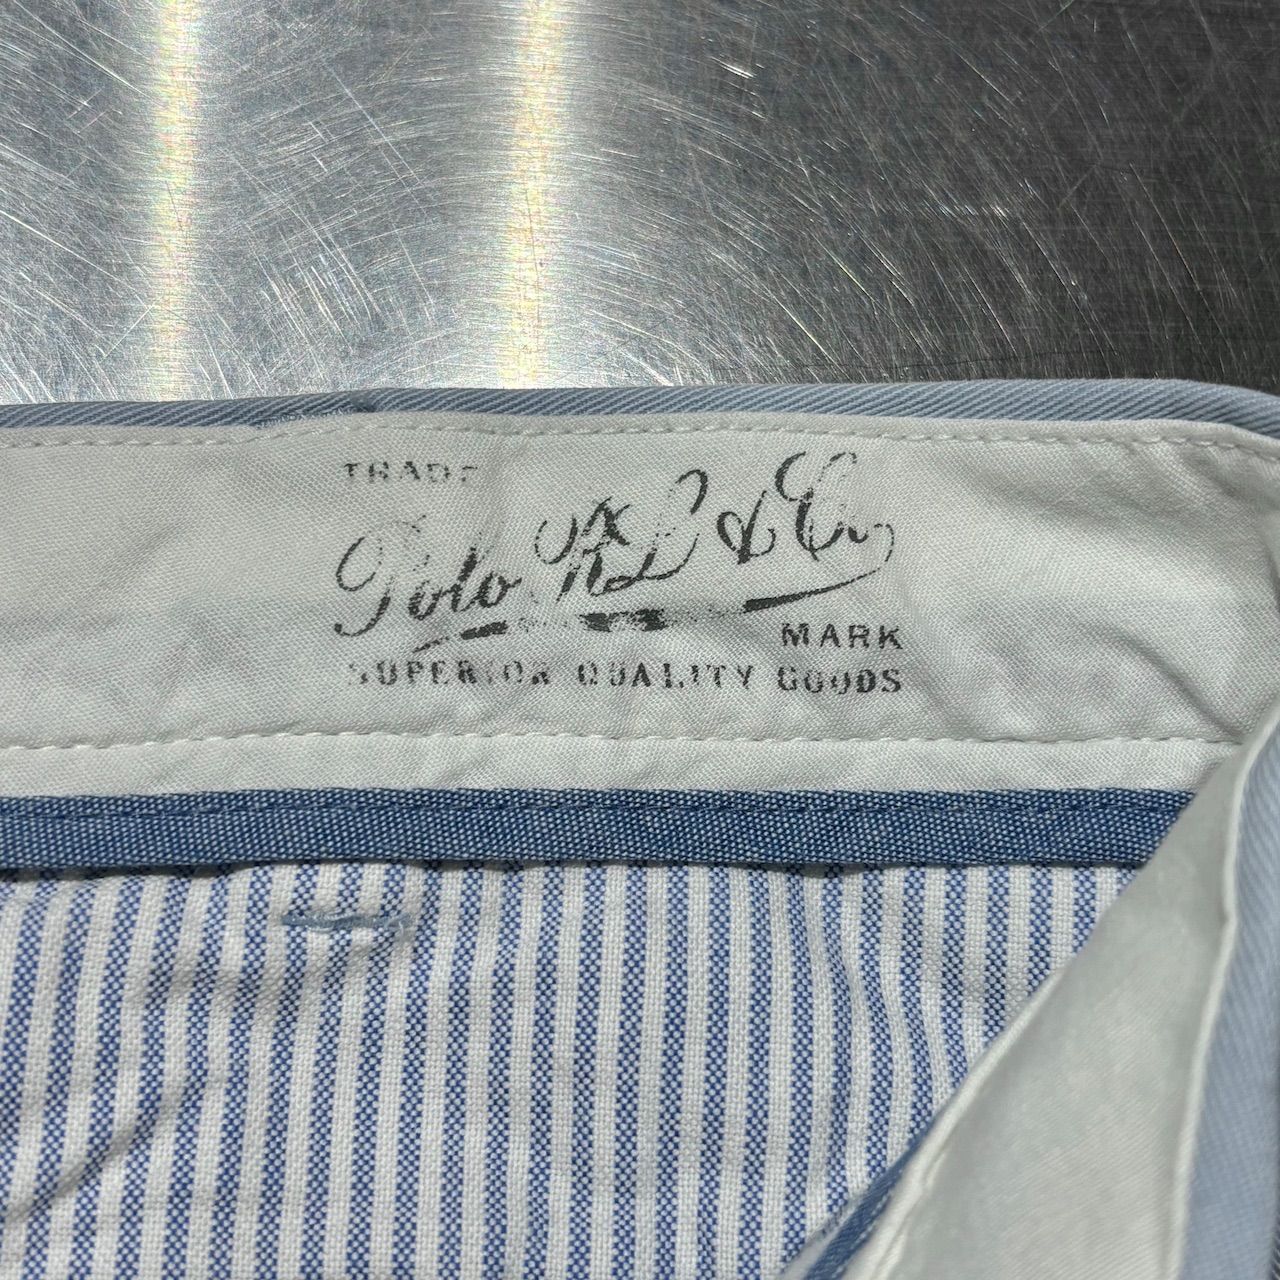 TRADE
Polo RL & Co.
MARK
SUPERIOR QUALITY GOODS